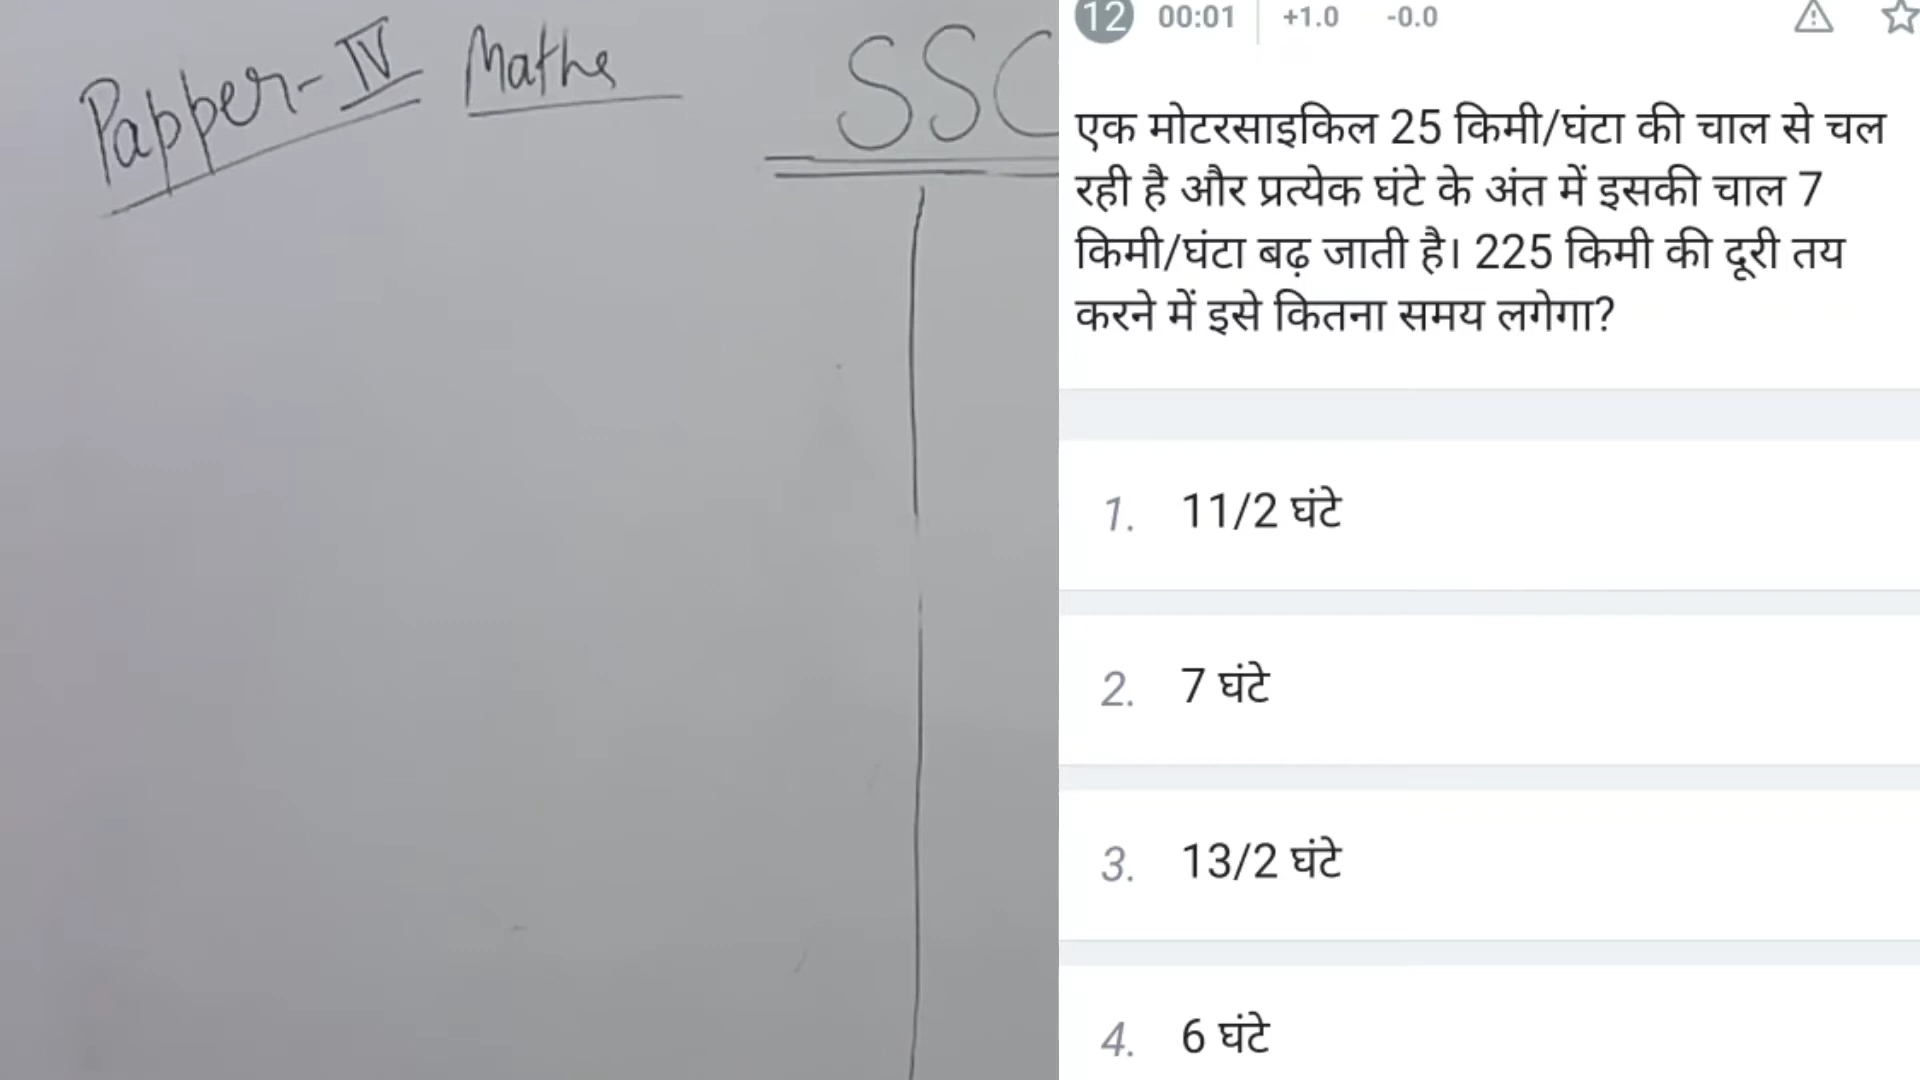 Papper-IV Maths
SSC
12 00:01 +1.0 -0.0
एक मोटरसाइकिल 25 किमी/घंटा की चाल से चल
रही है और प्रत्येक घंटे के अंत में इसकी चाल 7
किमी/घंटा बढ़ जाती है। 225 किमी की दूरी तय
करने में इसे कितना समय लगेगा?
1. 11/2 घंटे
2. 7 घंटे
3. 13/2 घंटे
4. 6 घंटे